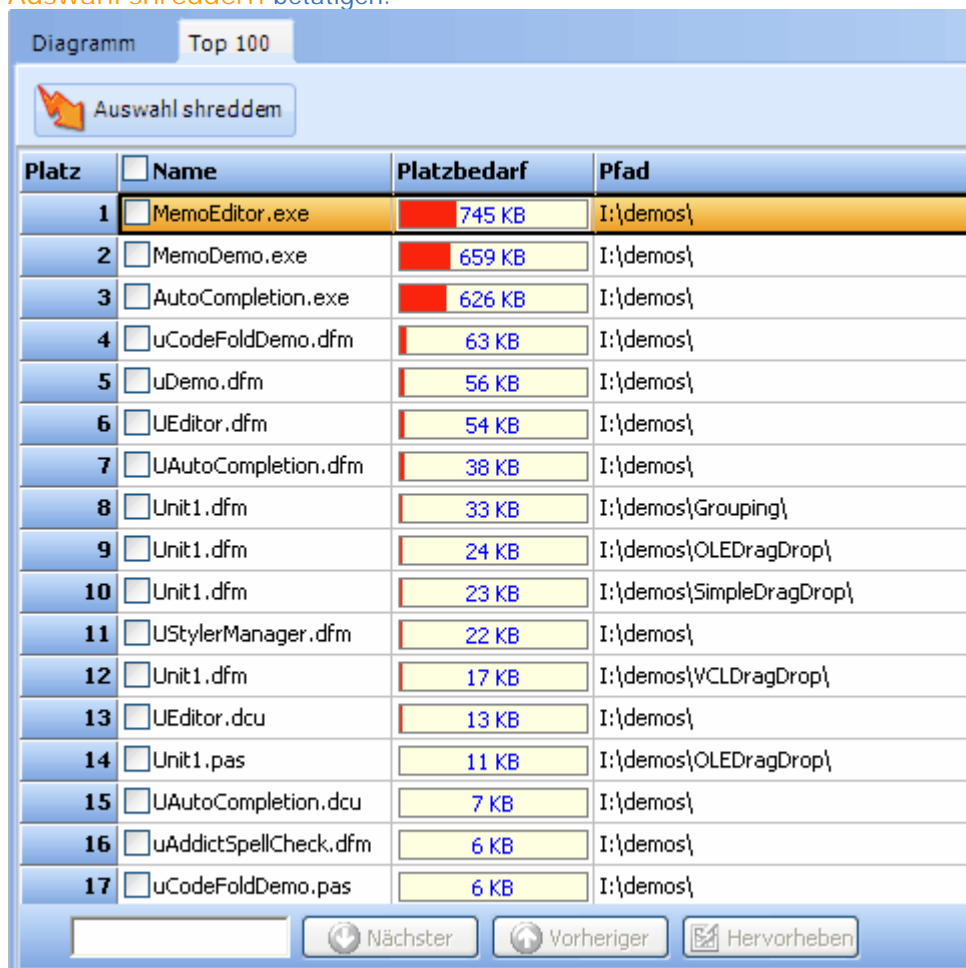 Auswahl shreddern betätigen.
Diagramm Top 100
Auswahl shreddern
Platz Name Platzbedarf Pfad
1 MemoEditor.exe 745 KB I:\demos\
2 MemoDemo.exe 659 KB I:\demos\
3 AutoCompletion.exe 626 KB I:\demos\
4 uCodeFoldDemo.dfm 63 KB I:\demos\
5 uDemo.dfm 56 KB I:\demos\
6 UEditor.dfm 54 KB I:\demos\
7 UAutoCompletion.dfm 38 KB I:\demos\
8 Unit1.dfm 33 KB I:\demos\Grouping\
9 Unit1.dfm 24 KB I:\demos\OLEDragDrop\
10 Unit1.dfm 23 KB I:\demos\SimpleDragDrop\
11 UStylerManager.dfm 22 KB I:\demos\
12 Unit1.dfm 17 KB I:\demos\VCLDragDrop\
13 UEditor.dcu 13 KB I:\demos\
14 Unit1.pas 11 KB I:\demos\OLEDragDrop\
15 UAutoCompletion.dcu 7 KB I:\demos\
16 uAddictSpellCheck.dfm 6 KB I:\demos\
17 uCodeFoldDemo.pas 6 KB I:\demos\
Nächster Vorheriger Hervorheben